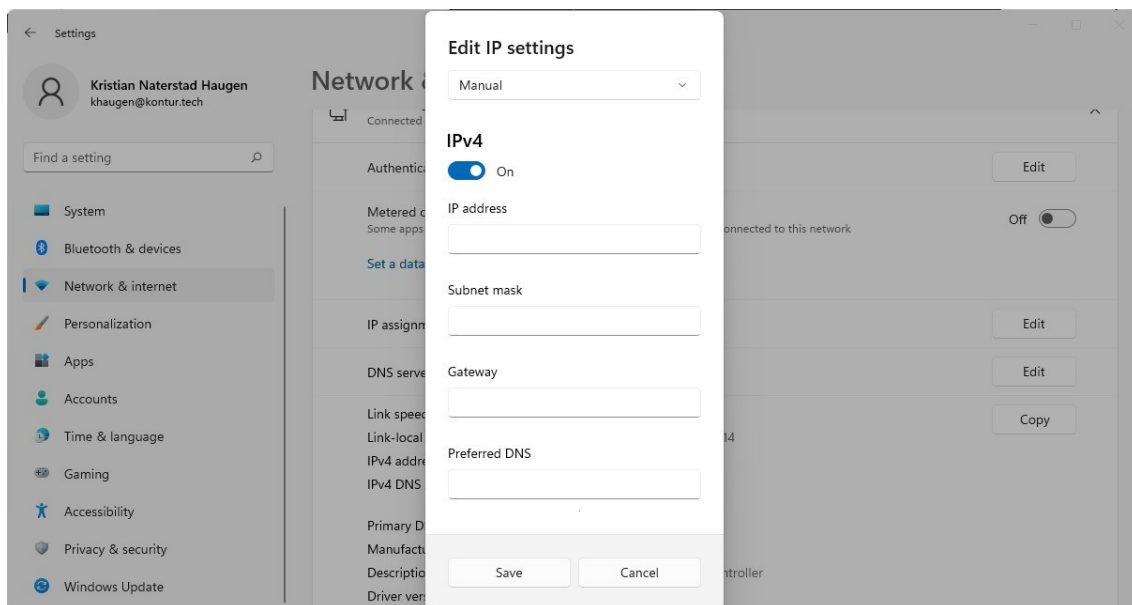 Settings
Kristian Naterstad Haugen
khaugen@kontur.tech
Find a setting
System
Bluetooth & devices
Network & internet
Personalization
Apps
Accounts
Time & language
Gaming
Accessibility
Privacy & security
Windows Update
Network &
Connected
Authentic
Edit
Metered
Some apps
onnected to this network
Off
Set a data
IP assignm
Edit
DNS serve
Edit
Link speed
Copy
Link-local
14
IPv4 addre
IPv4 DNS
Primary D
Manufactu
Descriptio
ntroller
Driver ver
Edit IP settings
Manual
IPv4
On
IP address
Subnet mask
Gateway
Preferred DNS
Save
Cancel